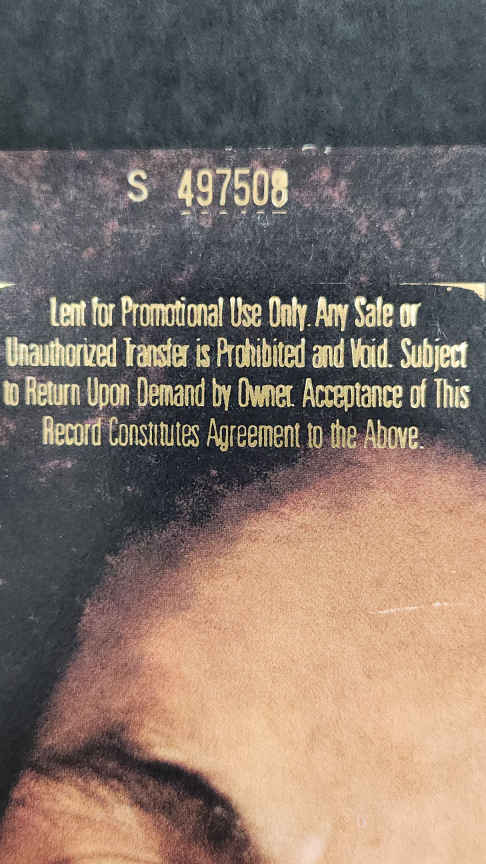 S 497508
Lent for Promotional Use Only. Any Sale or
Unauthorized Transfer is Prohibited and Void. Subject
to Return Upon Demand by Owner. Acceptance of This
Record Constitutes Agreement to the Above.